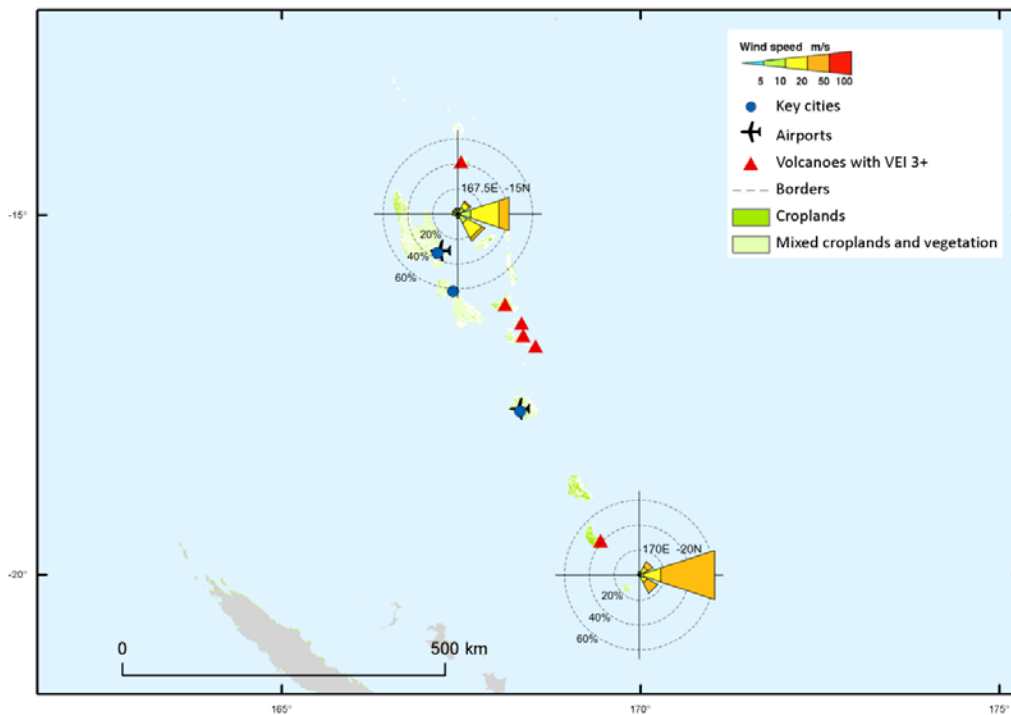 Wind speed m/s
5 10 20 50 100
Key cities
Airports
Volcanoes with VEI 3+
Borders
Croplands
Mixed croplands and vegetation
-15°
167.5E -15N
20%
40%
60%
-20°
170E -20N
20%
40%
60%
0 500 km
165° 170° 175°